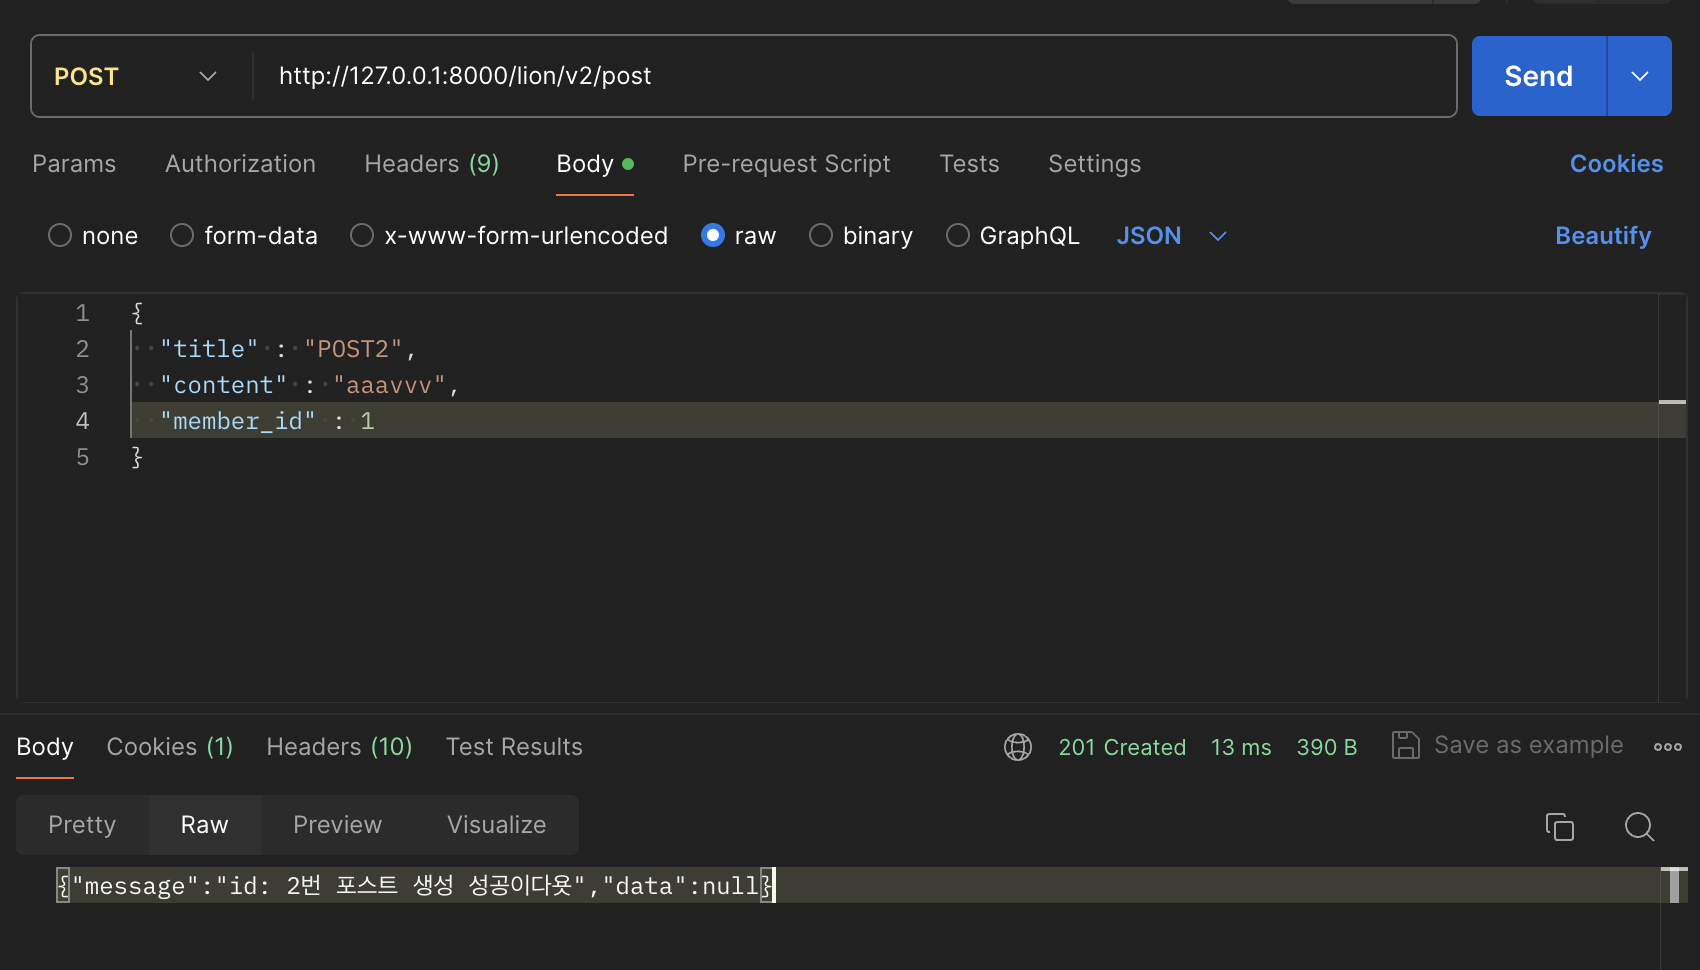 POST http://127.0.0.1:8000/lion/v2/post Send
Params Authorization Headers (9) Body Pre-request Script Tests Settings Cookies
none form-data x-www-form-urlencoded raw binary GraphQL JSON Beautify
1 {
2 "title" : "POST2",
3 "content" : "aaavvv",
4 "member_id" : 1
5 }
Body Cookies (1) Headers (10) Test Results 201 Created 13 ms 390 B Save as example
Pretty Raw Preview Visualize
{"message":"id: 2번 포스트 생성 성공이다욧","data":null}